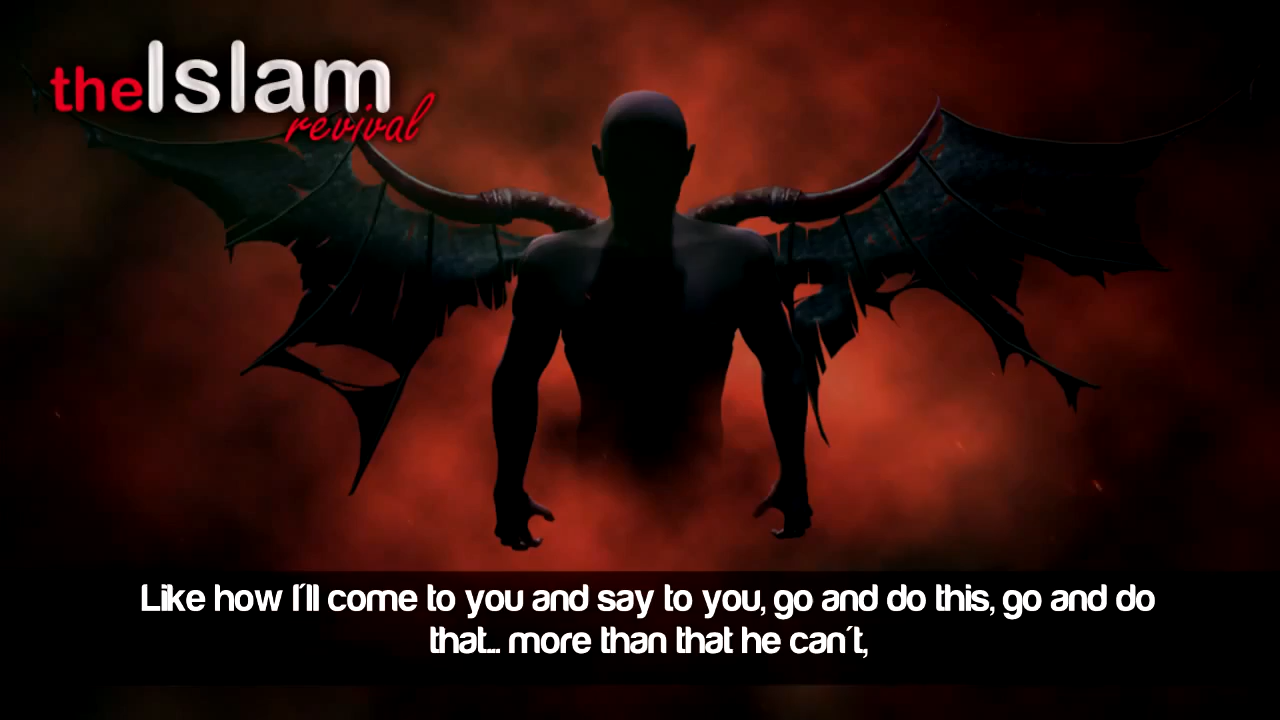 theIslam
revival
Like how I'll come to you and say to you, go and do this, go and do
that... more than that he can't,